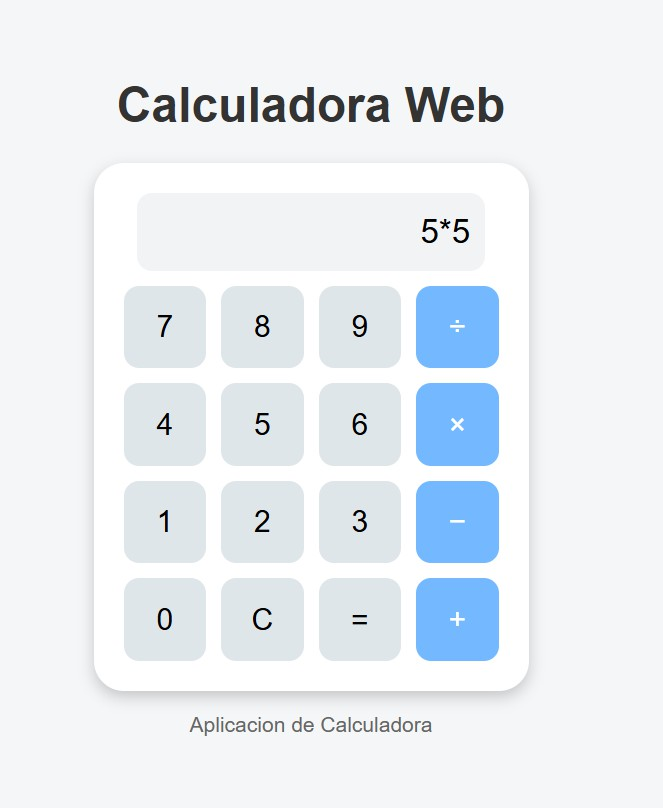 Calculadora Web
5*5
7 8 9 ÷
4 5 6 ×
1 2 3 −
0 C = +
Aplicacion de Calculadora